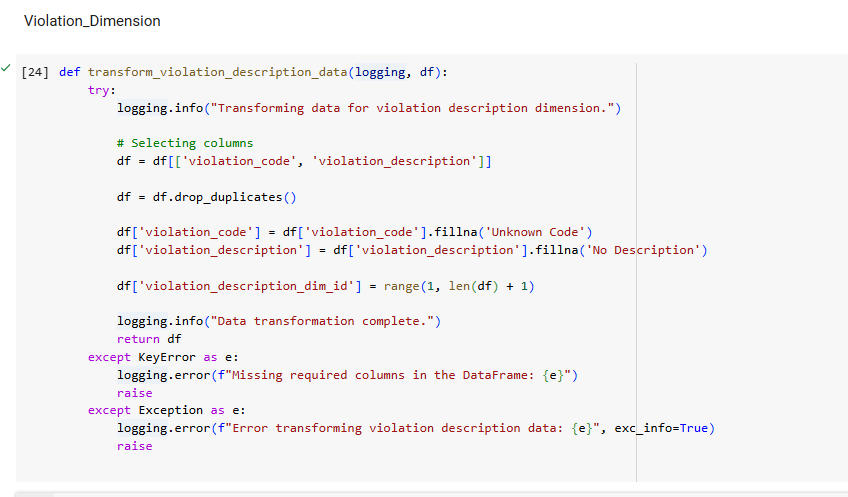 Violation_Dimension
[24] def transform_violation_description_data(logging, df):
    try:
        logging.info("Transforming data for violation description dimension.")
        # Selecting columns
        df = df[['violation_code', 'violation_description']]
        df = df.drop_duplicates()
        df['violation_code'] = df['violation_code'].fillna('Unknown Code')
        df['violation_description'] = df['violation_description'].fillna('No Description')
        df['violation_description_dim_id'] = range(1, len(df) + 1)
        logging.info("Data transformation complete.")
        return df
    except KeyError as e:
        logging.error(f"Missing required columns in the DataFrame: {e}")
        raise
    except Exception as e:
        logging.error(f"Error transforming violation description data: {e}", exc_info=True)
        raise